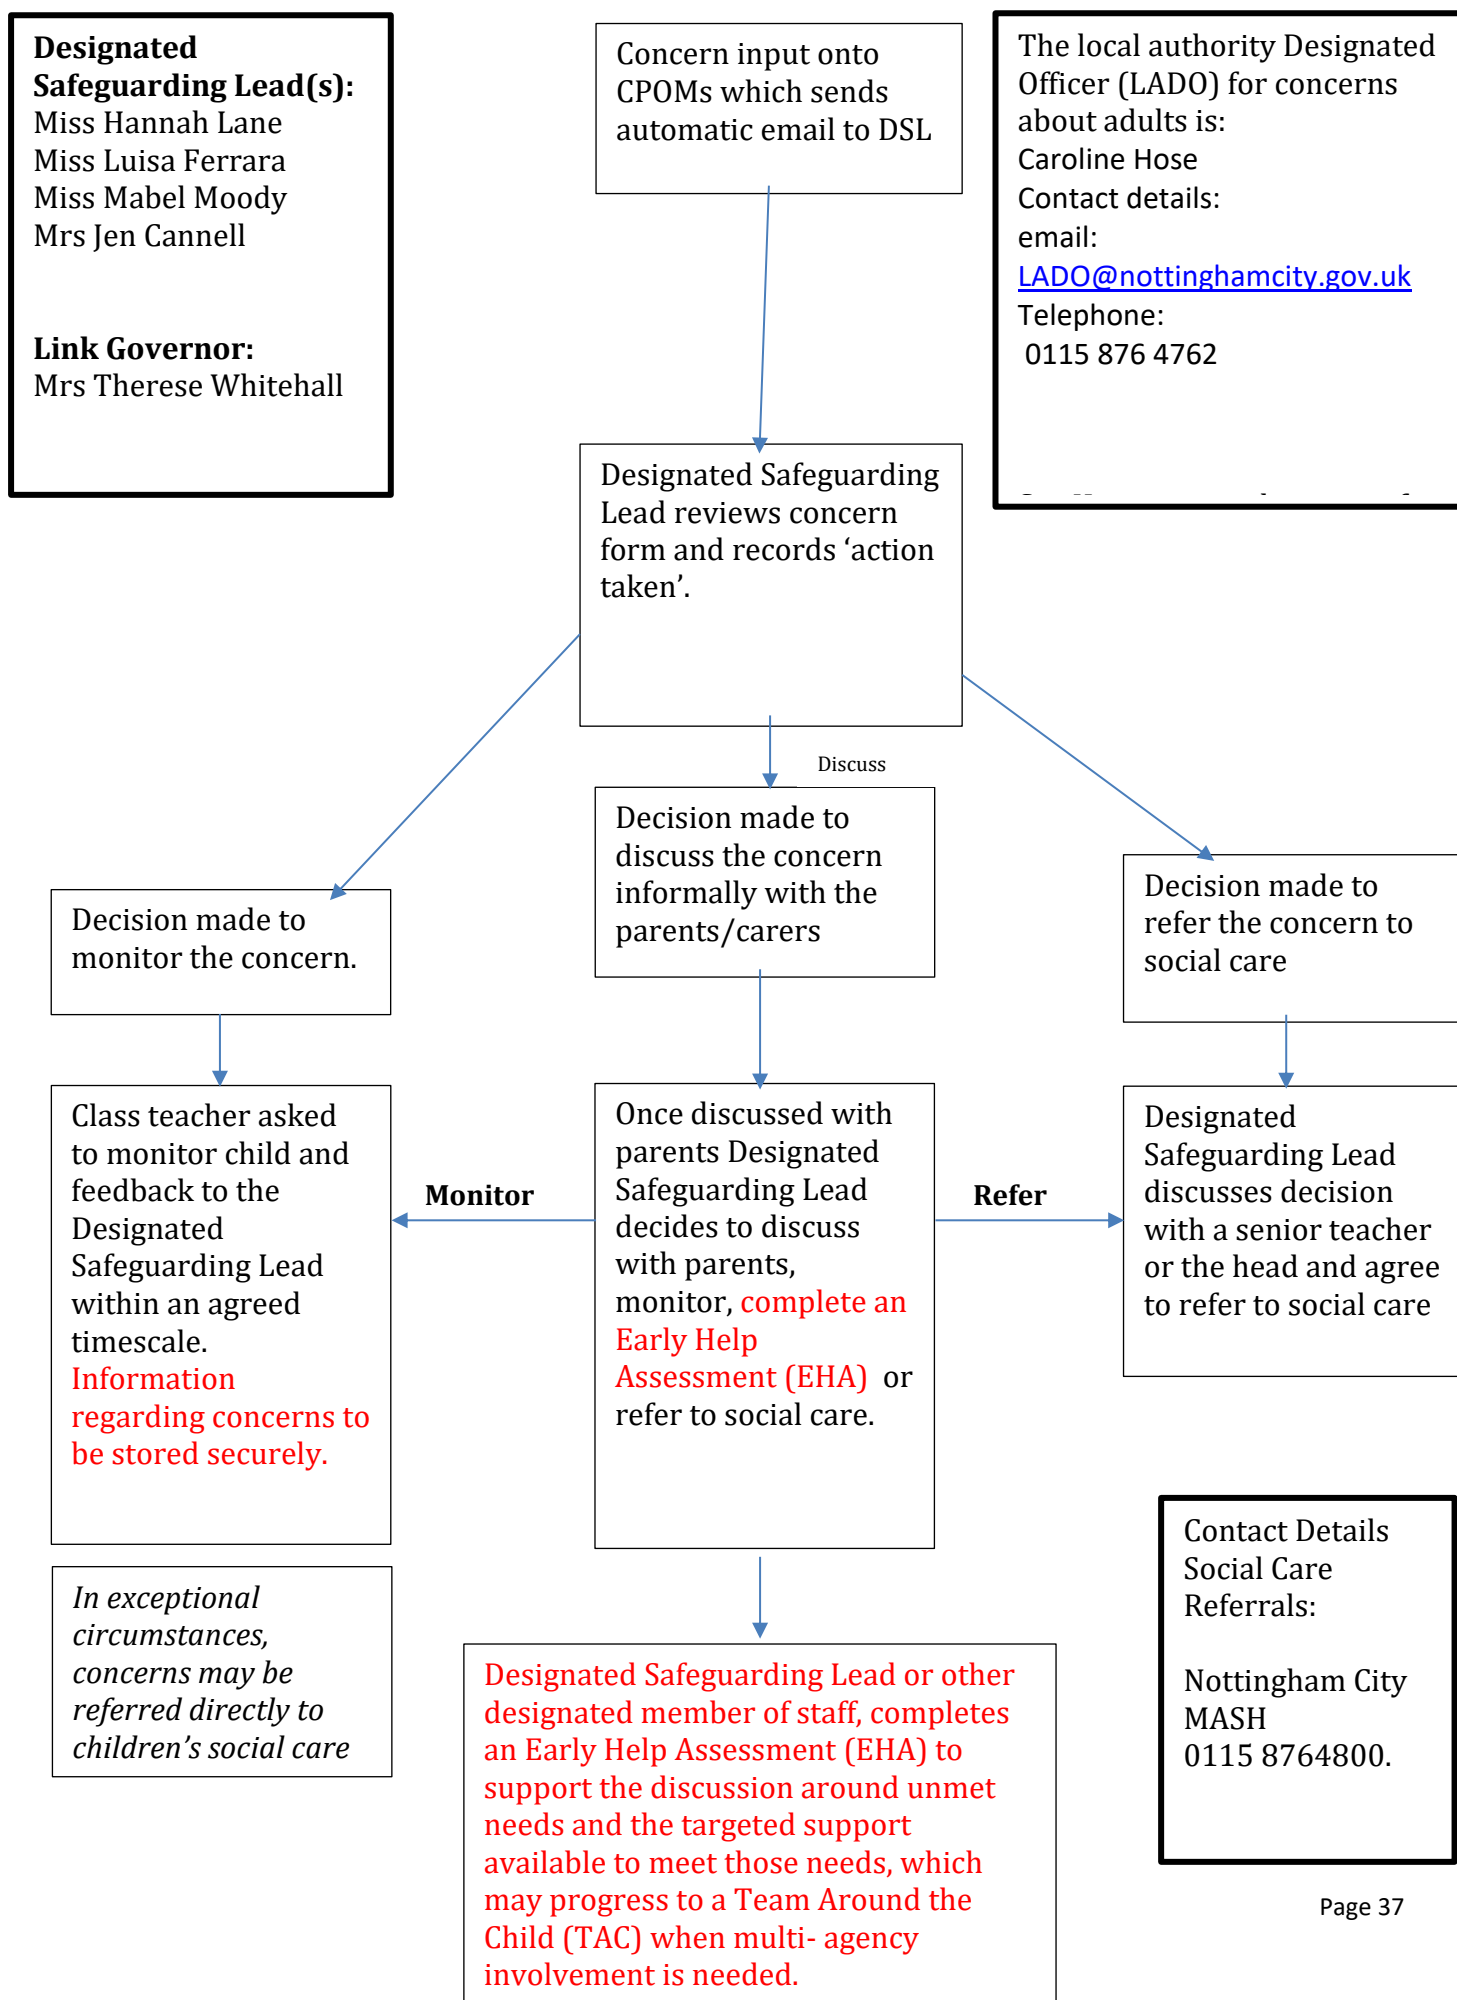 Designated
Safeguarding Lead(s):
Miss Hannah Lane
Miss Luisa Ferrara
Miss Mabel Moody
Mrs Jen Cannell
Link Governor:
Mrs Therese Whitehall
Concern input onto
CPOMs which sends
automatic email to DSL
The local authority Designated
Officer (LADO) for concerns
about adults is:
Caroline Hose
Contact details:
email:
LADO@nottinghamcity.gov.uk
Telephone:
0115 876 4762
Designated Safeguarding
Lead reviews concern
form and records ‘action
taken’.
Discuss
Decision made to
monitor the concern.
Decision made to
discuss the concern
informally with the
parents/carers
Decision made to
refer the concern to
social care
Class teacher asked
to monitor child and
feedback to the
Designated
Safeguarding Lead
within an agreed
timescale.
Information
regarding concerns to
be stored securely.
Monitor
Once discussed with
parents Designated
Safeguarding Lead
decides to discuss
with parents,
monitor, complete an
Early Help
Assessment (EHA)  or
refer to social care.
Refer
Designated
Safeguarding Lead
discusses decision
with a senior teacher
or the head and agree
to refer to social care
In exceptional
circumstances,
concerns may be
referred directly to
children’s social care
Designated Safeguarding Lead or other
designated member of staff, completes
an Early Help Assessment (EHA) to
support the discussion around unmet
needs and the targeted support
available to meet those needs, which
may progress to a Team Around the
Child (TAC) when multi- agency
involvement is needed.
Contact Details
Social Care
Referrals:
Nottingham City
MASH
0115 8764800.
Page 37